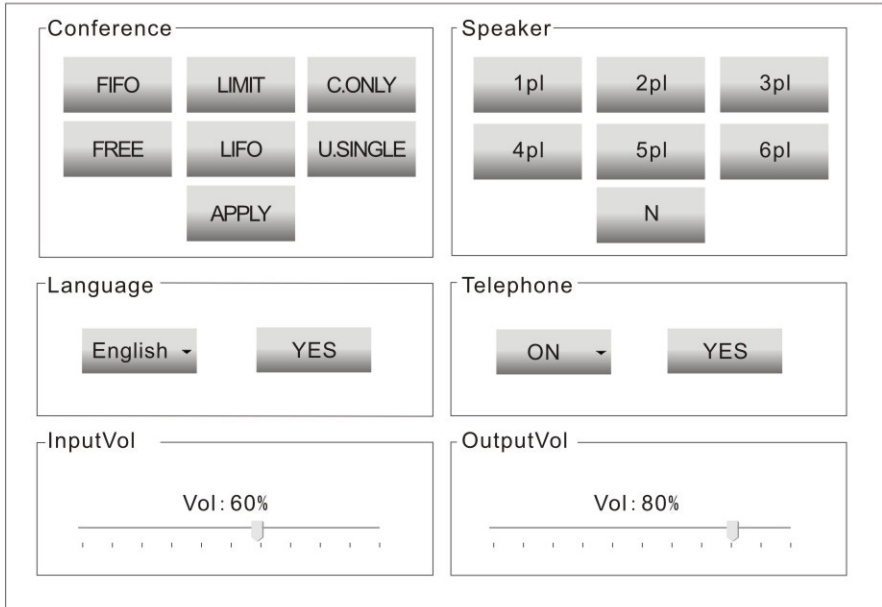 Conference
FIFO LIMIT C.ONLY
FREE LIFO U.SINGLE
APPLY
Speaker
1pl 2pl 3pl
4pl 5pl 6pl
N
Language
English YES
Telephone
ON YES
InputVol
Vol: 60%
OutputVol
Vol: 80%